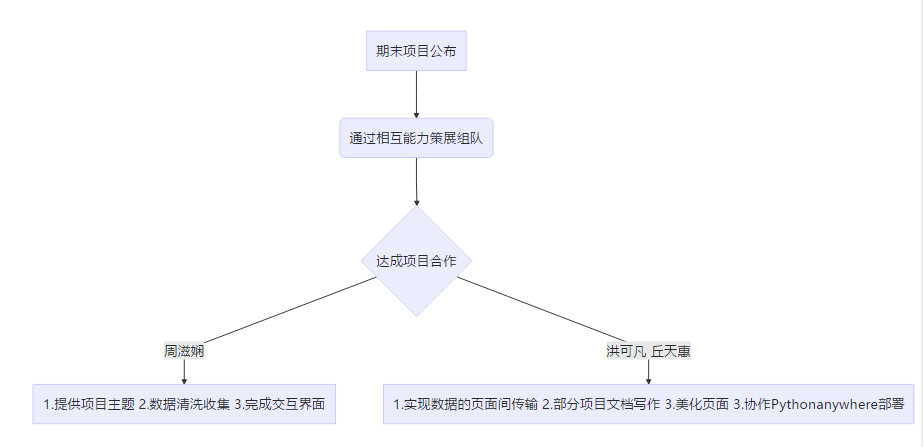 期末项目公布
通过相互能力策展组队
达成项目合作
周滋娴
洪可凡 丘天惠
1.提供项目主题 2.数据清洗收集 3.完成交互界面
1.实现数据的页面间传输 2.部分项目文档写作 3.美化页面 3.协作Pythonanywhere部署